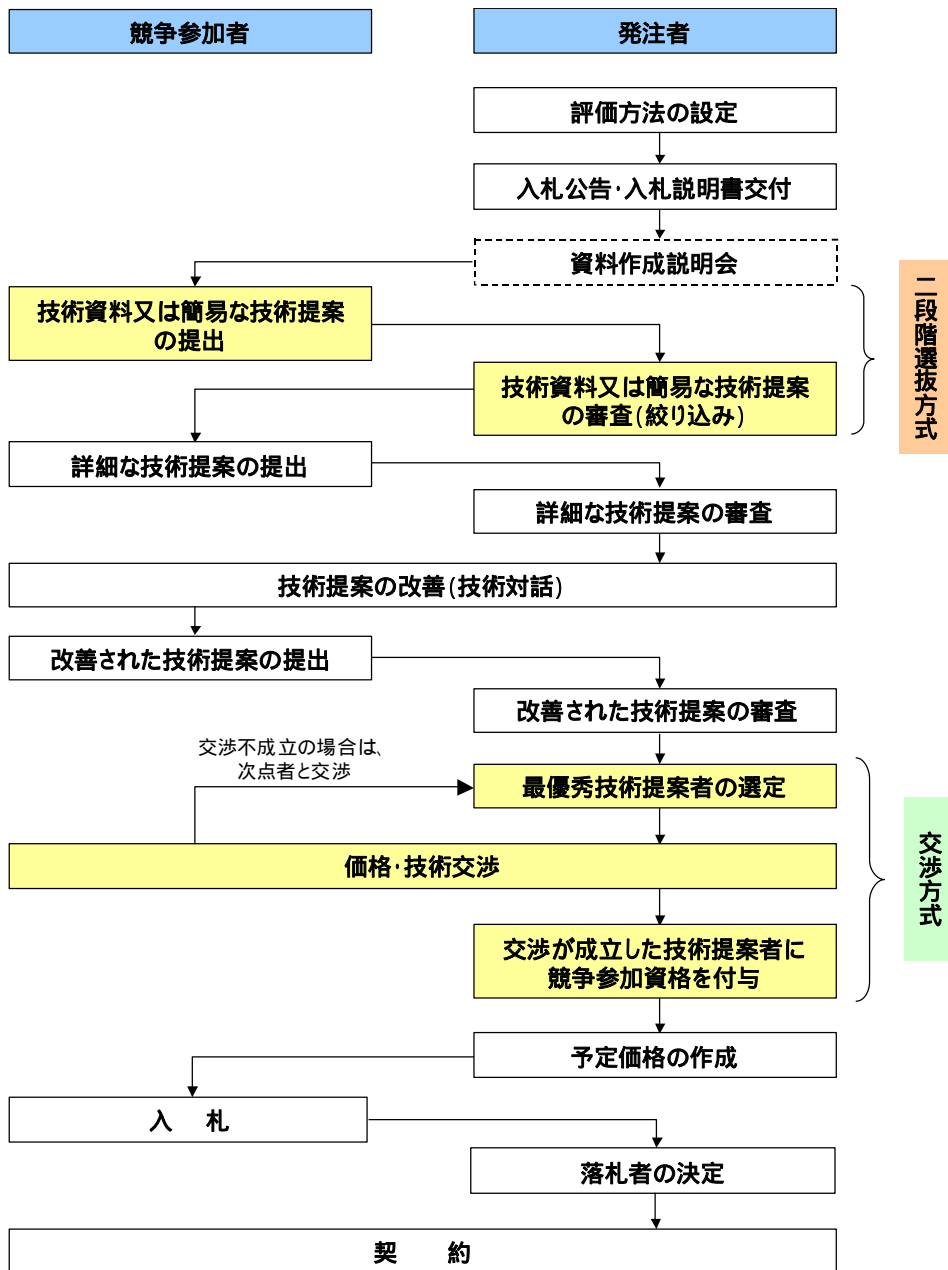 競争参加者
発注者
評価方法の設定
入札公告・入札説明書交付
資料作成説明会
技術資料又は簡易な技術提案
の提出
技術資料又は簡易な技術提案
の審査(絞り込み)
二段階選抜方式
詳細な技術提案の提出
詳細な技術提案の審査
技術提案の改善(技術対話)
改善された技術提案の提出
改善された技術提案の審査
交渉不成立の場合は、
次点者と交渉
最優秀技術提案者の選定
価格・技術交渉
交渉が成立した技術提案者に
競争参加資格を付与
交渉方式
予定価格の作成
入 札
落札者の決定
契 約